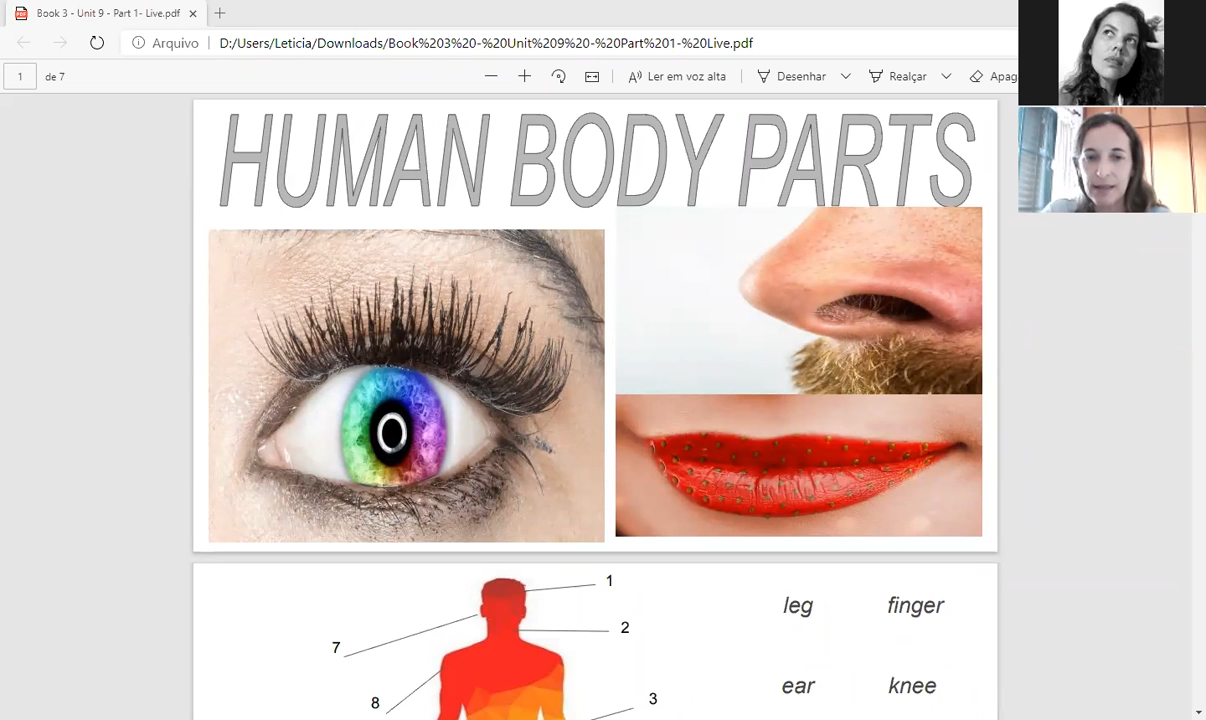 Book 3 - Unit 9 - Part 1- Live.pdf
Arquivo
D:/Users/Leticia/Downloads/Book%203%20-%20Unit%209%20-%20Part%201-%20Live.pdf
1 de 7
Ler em voz alta
Desenhar
Realçar
Apag
HUMAN BODY PARTS
1
leg finger
2
7
ear knee
8
3